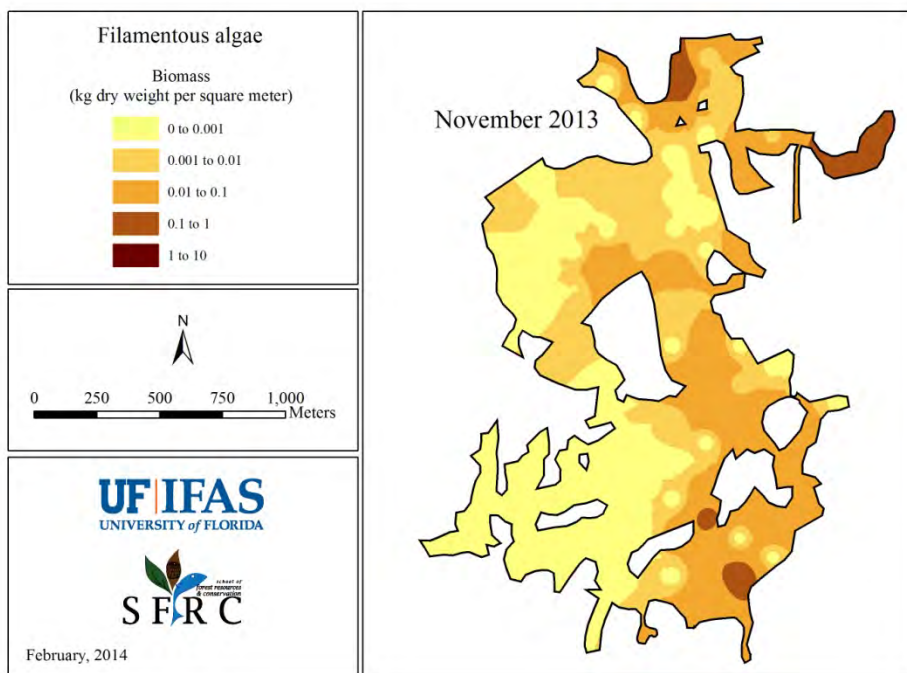 Filamentous algae
Biomass
(kg dry weight per square meter)
0 to 0.001
0.001 to 0.01
0.01 to 0.1
0.1 to 1
1 to 10
N
0 250 500 750 1,000
Meters
UF|IFAS
UNIVERSITY of FLORIDA
school of
forest resources
& conservation
SFRC
February, 2014
November 2013